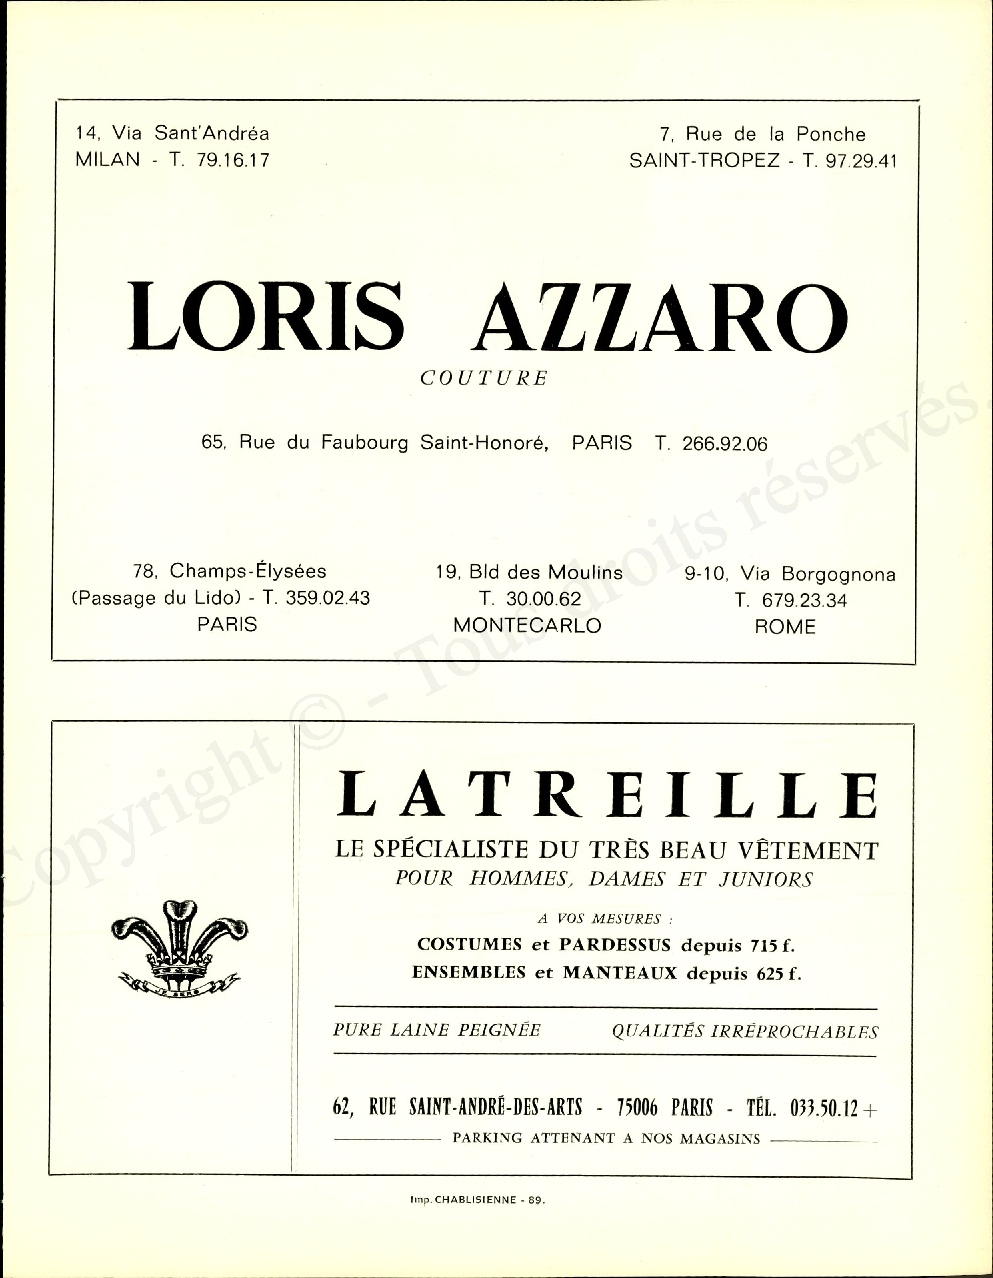 14, Via Sant'Andréa
MILAN - T. 79.16.17
7, Rue de la Ponche
SAINT-TROPEZ - T. 97.29.41
LORIS AZZARO
COUTURE
65, Rue du Faubourg Saint-Honoré, PARIS T. 266.92.06
78, Champs-Élysées
(Passage du Lido) - T. 359.02.43
PARIS
19, Bld des Moulins
T. 30.00.62
MONTECARLO
9-10, Via Borgognona
T. 679.23.34
ROME
LATREILLE
LE SPÉCIALISTE DU TRÈS BEAU VÊTEMENT
POUR HOMMES, DAMES ET JUNIORS
A VOS MESURES :
COSTUMES et PARDESSUS depuis 715 f.
ENSEMBLES et MANTEAUX depuis 625 f.
PURE LAINE PEIGNÉE QUALITÉS IRRÉPROCHABLES
62, RUE SAINT-ANDRÉ-DES-ARTS - 75006 PARIS - TÉL. 033.50.12 +
PARKING ATTENANT A NOS MAGASINS
Imp. CHABLISIENNE - 89.
Copyright © - Tous droits réservés.